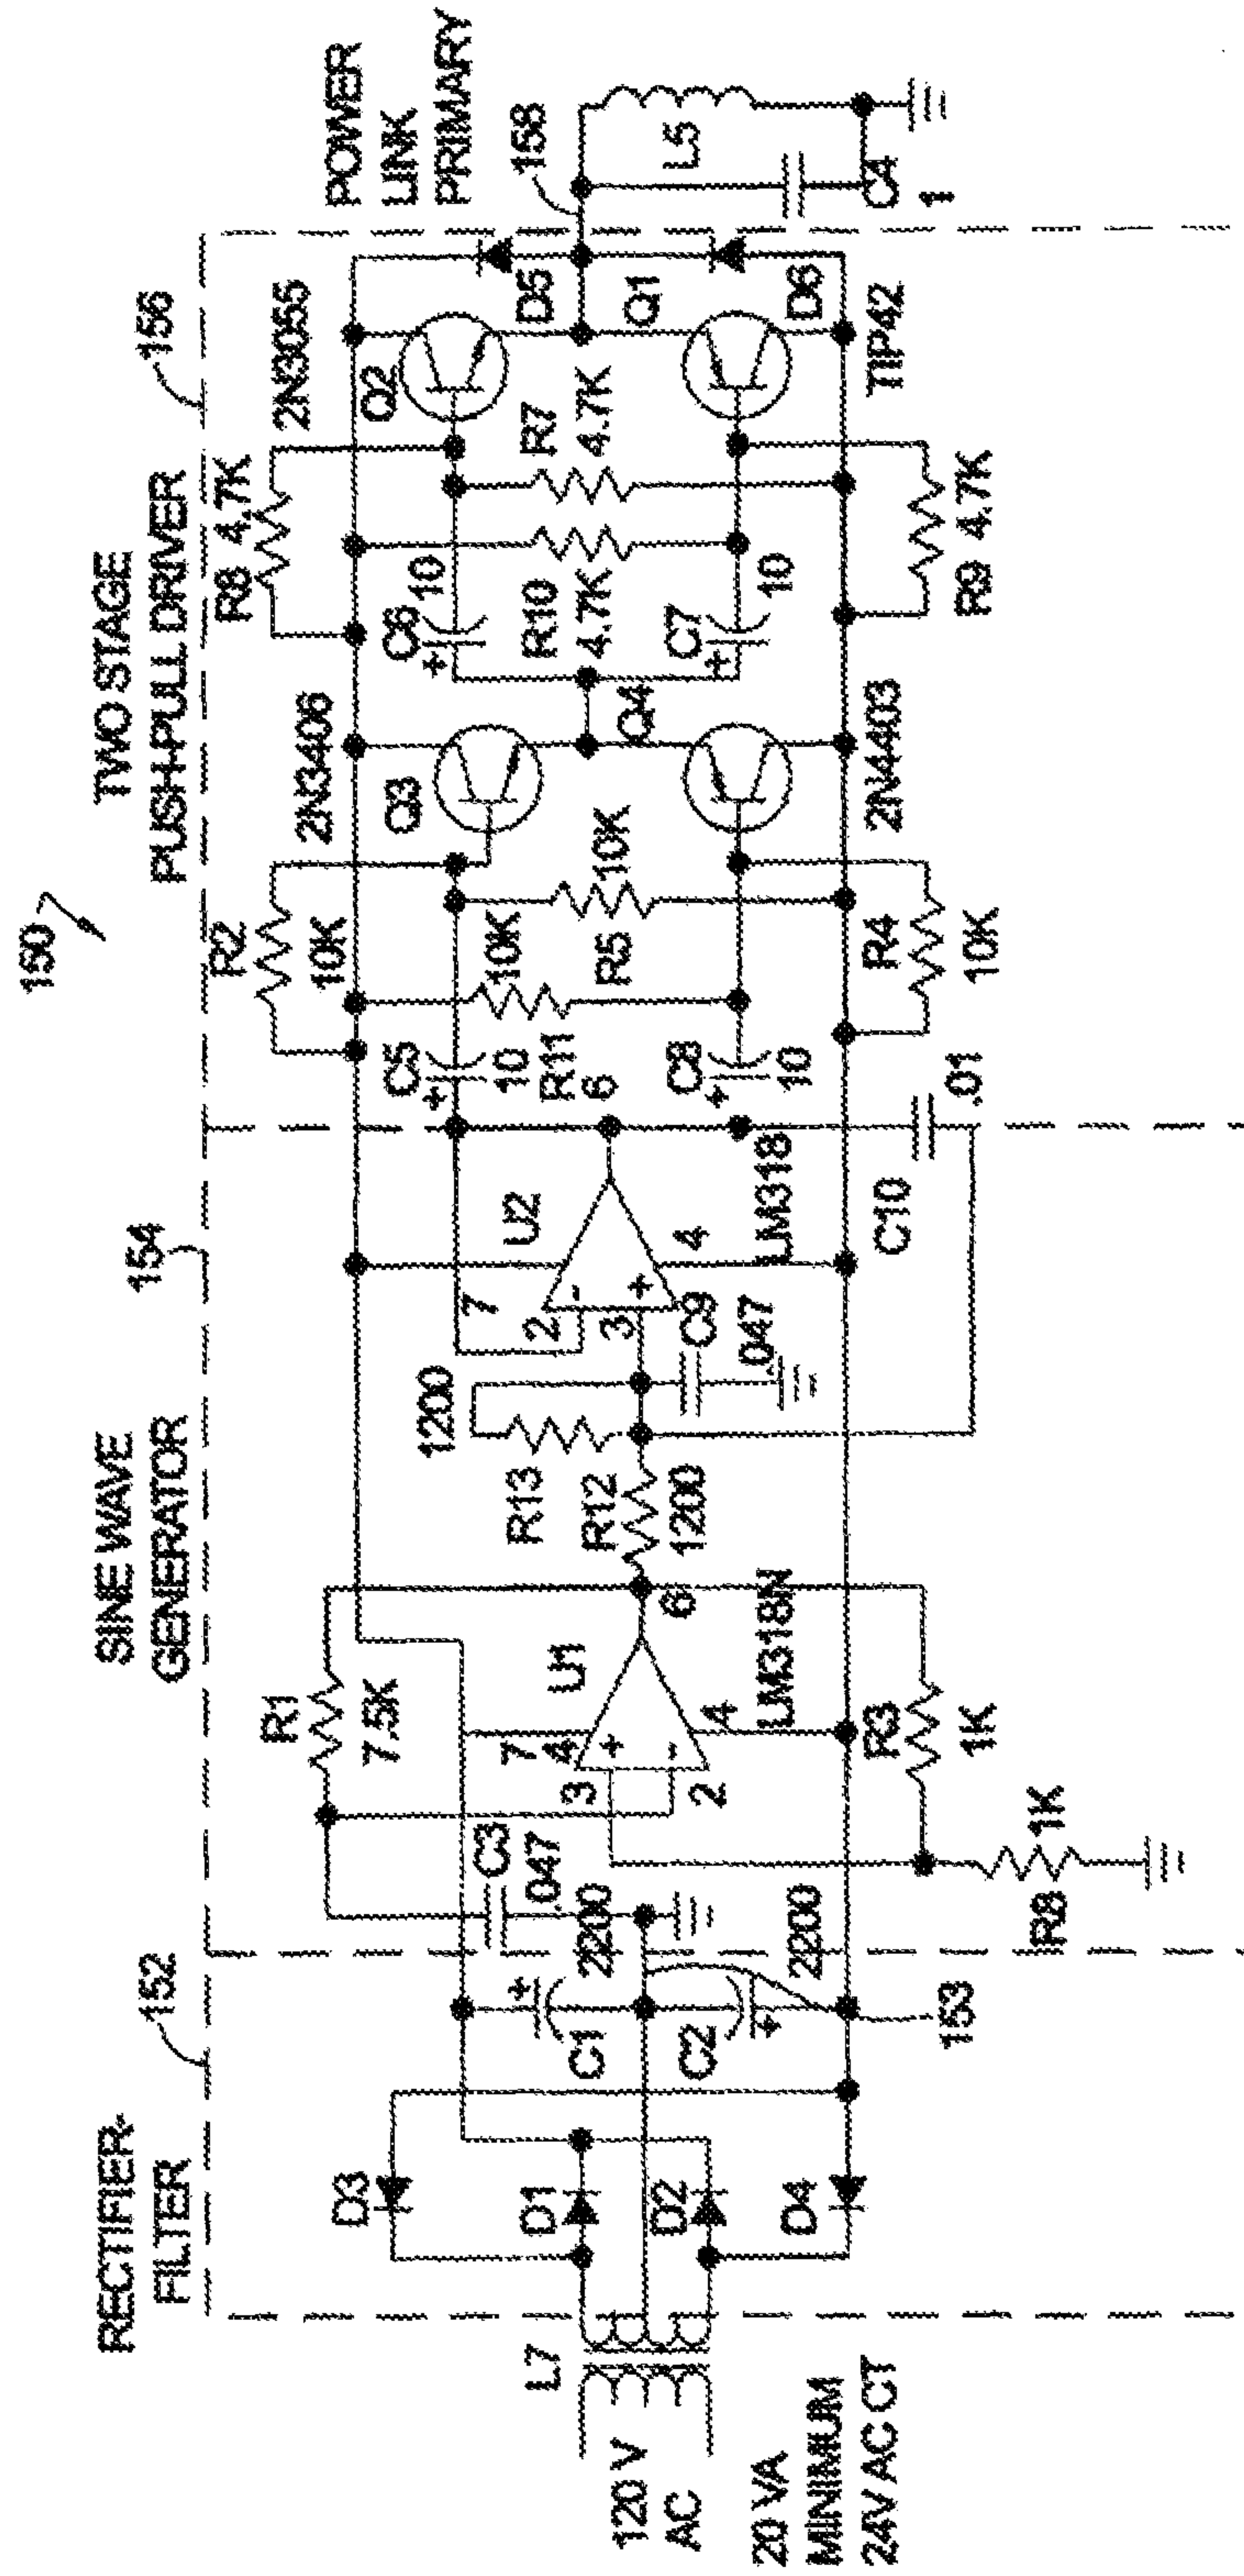 150
RECTIFIER-
FILTER
152
SINE WAVE
GENERATOR
154
TWO STAGE
PUSH-PULL DRIVER
156
POWER
LINK
PRIMARY
158
R1
7.5K
R2
10K
R8 4.7K
2N3406
2N3055
D3
C3
.047
7
4
U1
3
2
4
6
LM318N
1200
R13
R12
1200
7
2
3
U2
4
C9
.047
LM318
6
C5
10
10K
R11
R5
10K
C8
10
Q3
Q4
C6
10
R10
4.7K
R7
4.7K
C7
10
Q2
D5
Q1
D6
L5
C4
1
L7
120 V
AC
20 VA
MINIMUM
24V AC CT
D1
D2
D4
C1
2200
C2
2200
153
R8
1K
R3
1K
C10
.01
R4
10K
2N4403
R9 4.7K
TIP42
+
+
+
+
+
+
+
-
-
+